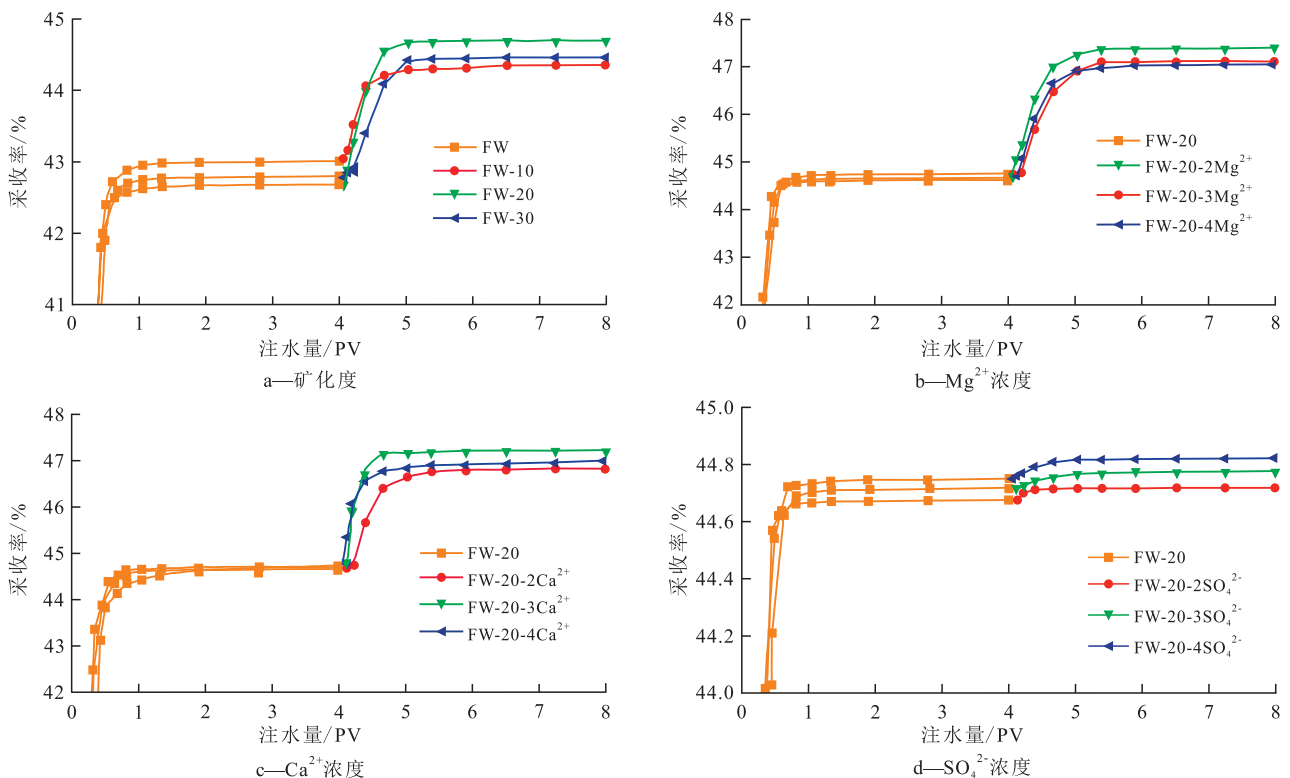 45
44
43
42
41
采收率/%
FW
FW-10
FW-20
FW-30
0 1 2 3 4 5 6 7 8
注水量/PV
a—矿化度
48
47
46
45
44
43
42
采收率/%
FW-20
FW-20-2Mg²⁺
FW-20-3Mg²⁺
FW-20-4Mg²⁺
0 1 2 3 4 5 6 7 8
注水量/PV
b—Mg²⁺浓度
48
47
46
45
44
43
42
采收率/%
FW-20
FW-20-2Ca²⁺
FW-20-3Ca²⁺
FW-20-4Ca²⁺
0 1 2 3 4 5 6 7 8
注水量/PV
c—Ca²⁺浓度
45.0
44.8
44.6
44.4
44.2
44.0
采收率/%
FW-20
FW-20-2SO₄²⁻
FW-20-3SO₄²⁻
FW-20-4SO₄²⁻
0 1 2 3 4 5 6 7 8
注水量/PV
d—SO₄²⁻浓度